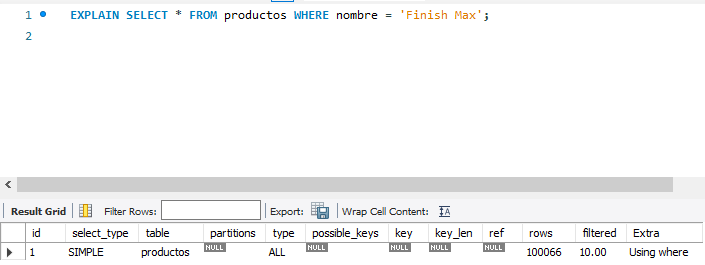 1 EXPLAIN SELECT * FROM productos WHERE nombre = 'Finish Max';
2
Result Grid Filter Rows: Export: Wrap Cell Content:
id select_type table partitions type possible_keys key key_len ref rows filtered Extra
1 SIMPLE productos NULL ALL NULL NULL NULL NULL 100066 10.00 Using where